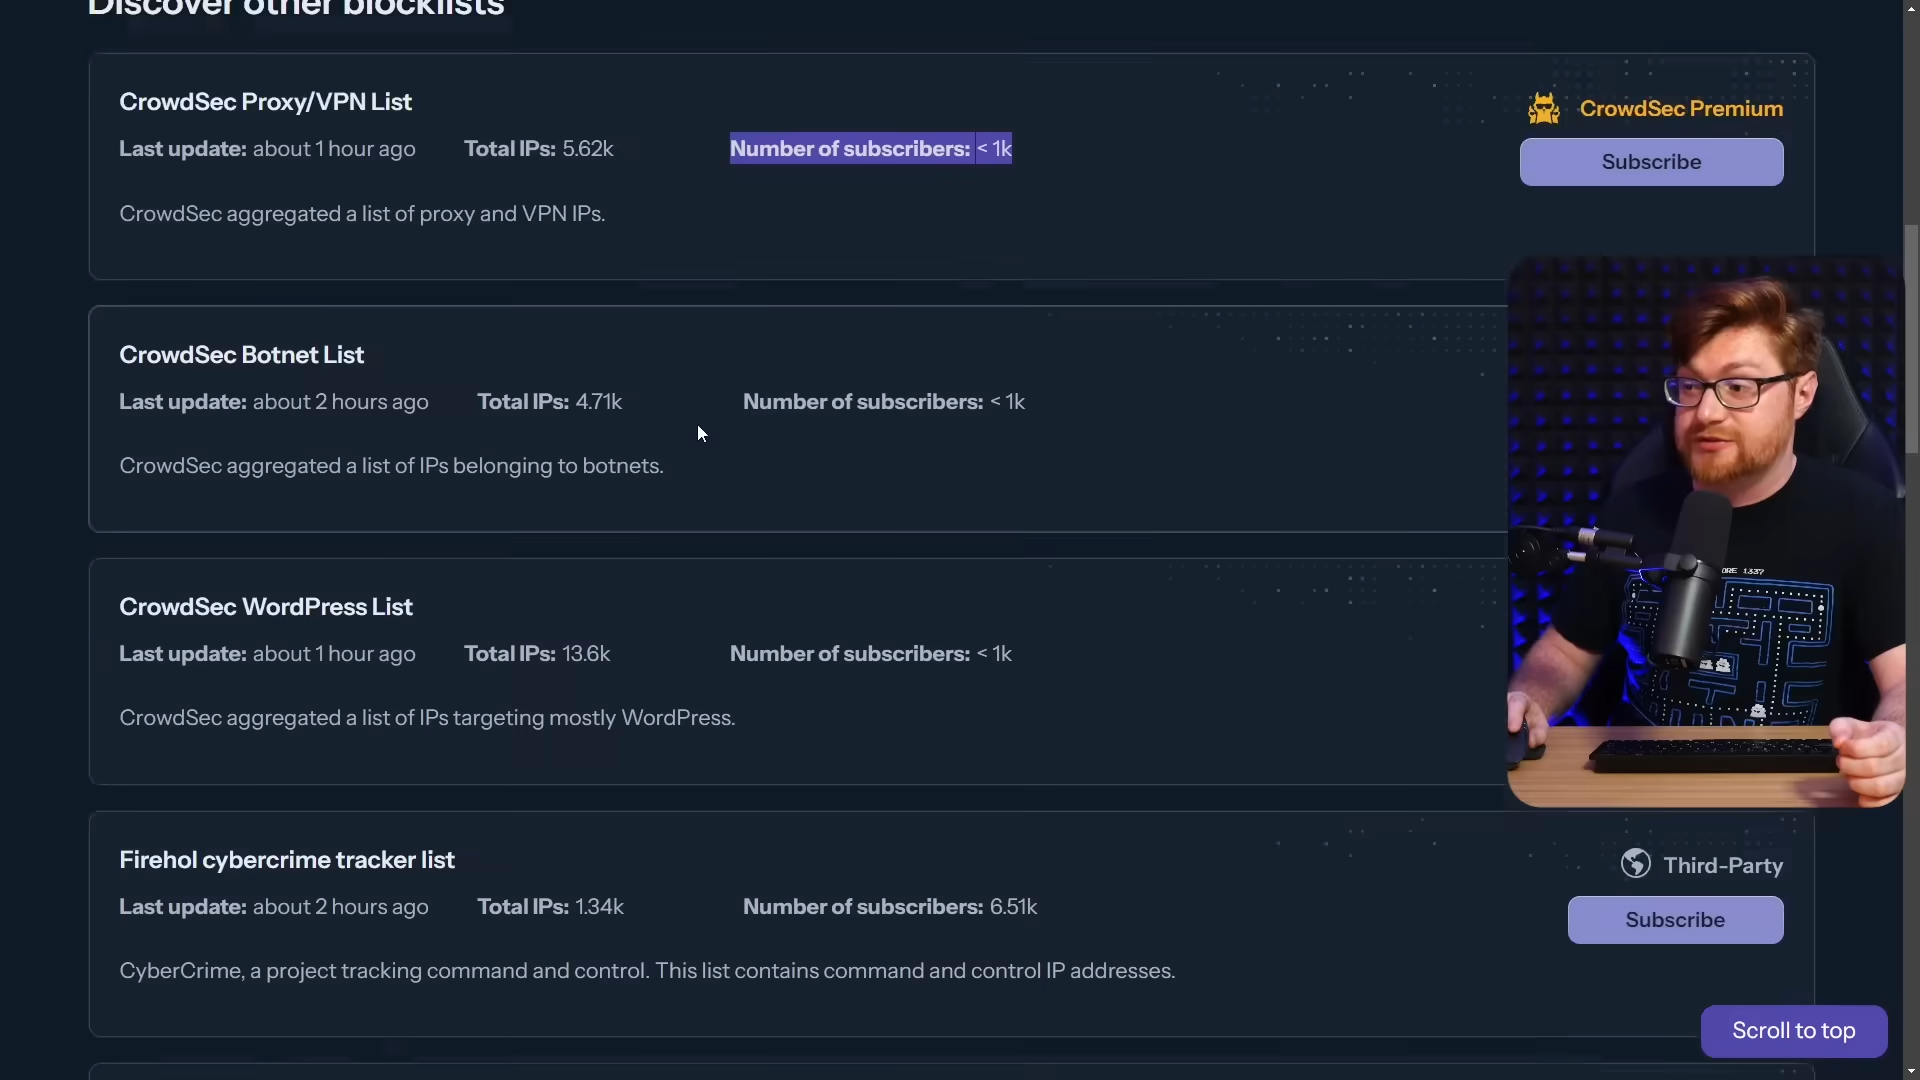 Discover other blocklists
CrowdSec Proxy/VPN List
CrowdSec Premium
Last update: about 1 hour ago Total IPs: 5.62k Number of subscribers: < 1k
Subscribe
CrowdSec aggregated a list of proxy and VPN IPs.
CrowdSec Botnet List
Last update: about 2 hours ago Total IPs: 4.71k Number of subscribers: < 1k
CrowdSec aggregated a list of IPs belonging to botnets.
CrowdSec WordPress List
Last update: about 1 hour ago Total IPs: 13.6k Number of subscribers: < 1k
CrowdSec aggregated a list of IPs targeting mostly WordPress.
Firehol cybercrime tracker list
Third-Party
Last update: about 2 hours ago Total IPs: 1.34k Number of subscribers: 6.51k
Subscribe
CyberCrime, a project tracking command and control. This list contains command and control IP addresses.
Scroll to top
1337